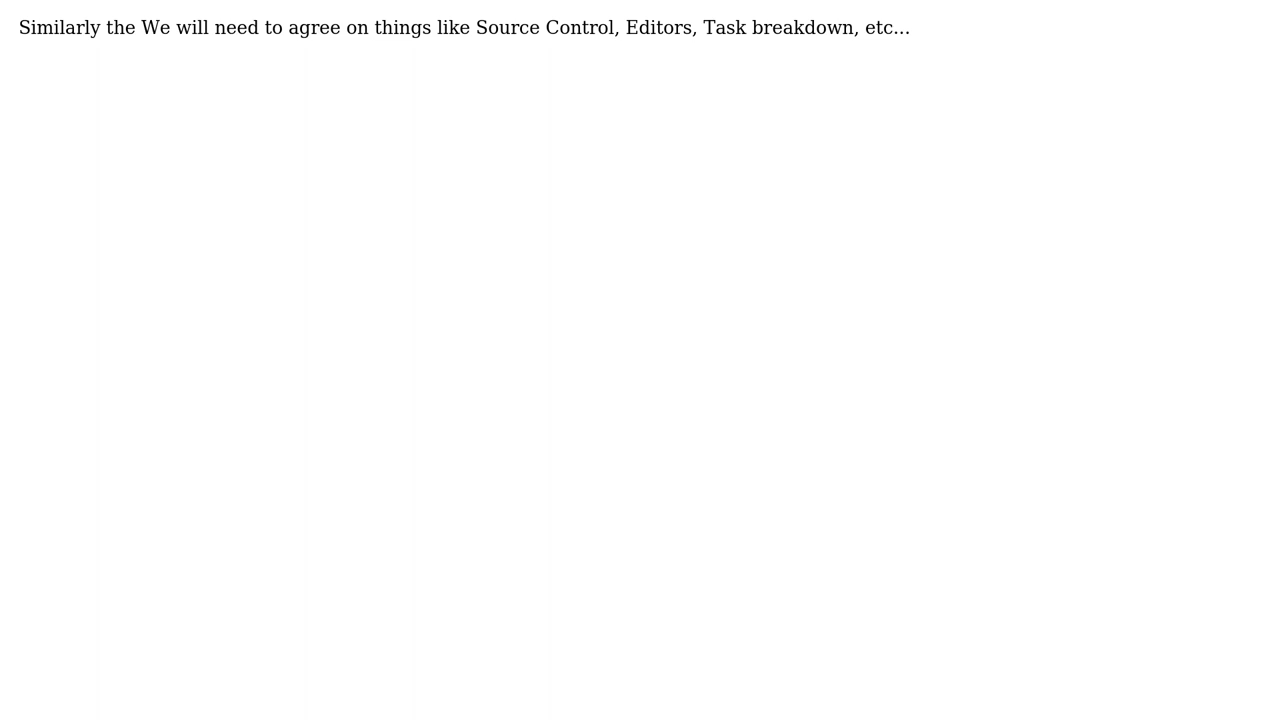 Similarly the We will need to agree on things like Source Control, Editors, Task breakdown, etc...